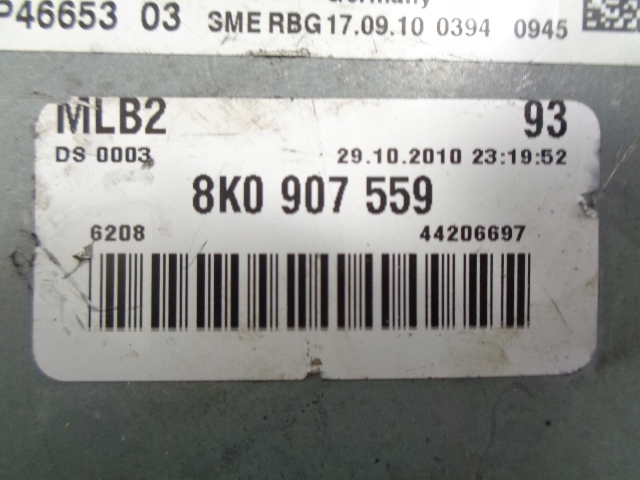 Germany
P46653 03
SME RBG 17.09.10 0394 0945
MLB2 93
DS 0003 29.10.2010 23:19:52
8K0 907 559
6208 44206697